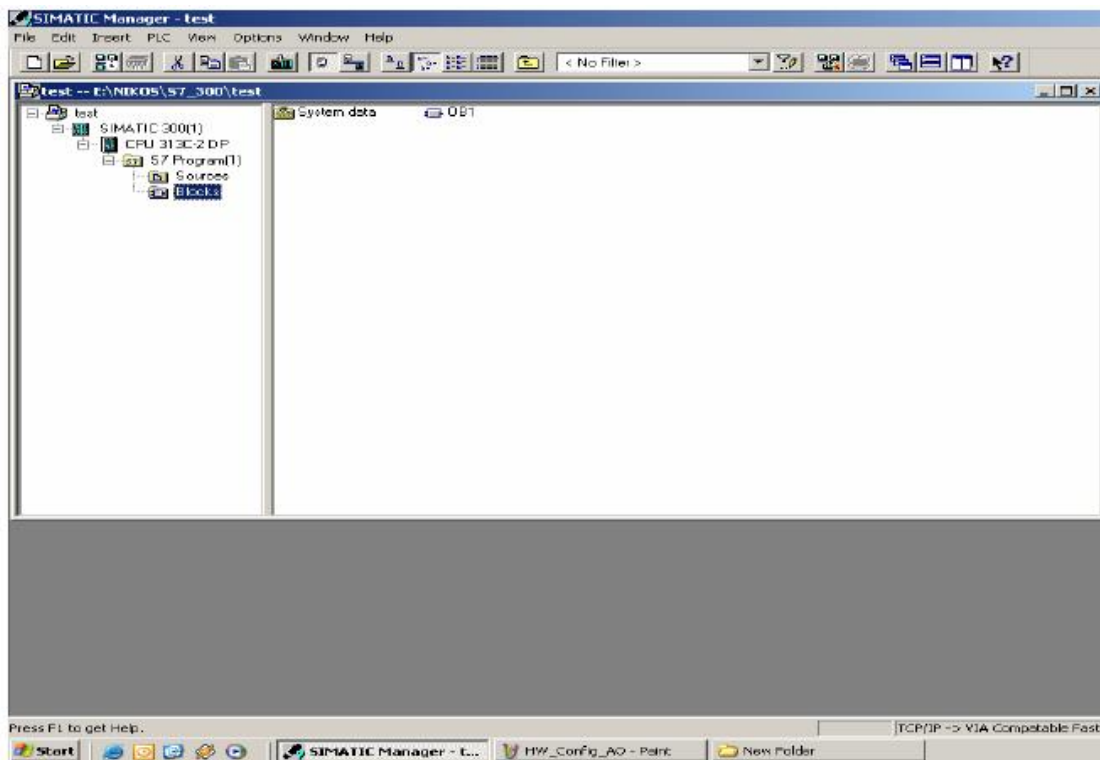 SIMATIC Manager - test
File Edit Insert PLC View Options Window Help
< No Filter >
test -- E:\NIKOS\S7_300\test
test
SIMATIC 300(1)
CPU 313C-2 DP
S7 Program(1)
Sources
Blocks
System data OB1
Press F1 to get Help.
TCP/IP -> VIA Compatable Fast
Start SIMATIC Manager - t... HW_Config_AO - Paint New Folder